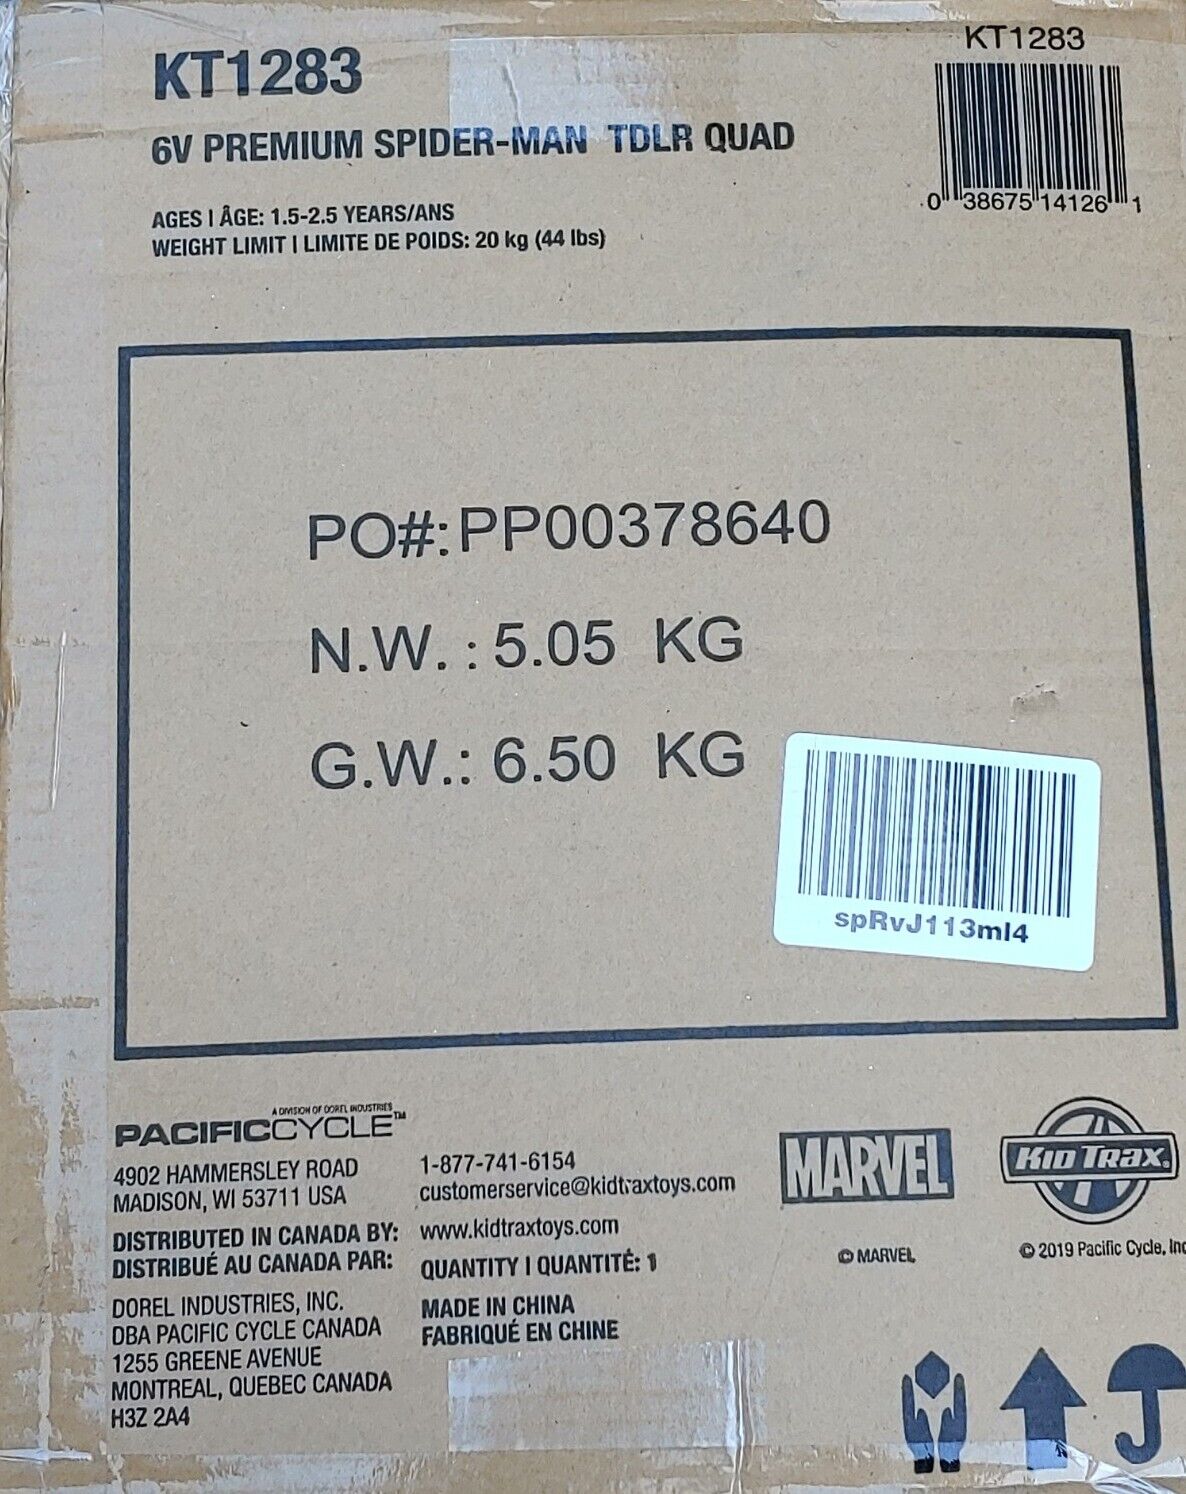 KT1283
KT1283
6V PREMIUM SPIDER-MAN TDLR QUAD
0 38675 14126 1
AGES | ÂGE: 1.5-2.5 YEARS/ANS
WEIGHT LIMIT | LIMITE DE POIDS: 20 kg (44 lbs)
PO#:PP00378640
N.W. : 5.05 KG
G.W.: 6.50 KG
spRvJ113ml4
A DIVISION OF DOREL INDUSTRIES
PACIFICCYCLE™
4902 HAMMERSLEY ROAD
MADISON, WI 53711 USA
DISTRIBUTED IN CANADA BY:
DISTRIBUÉ AU CANADA PAR:
DOREL INDUSTRIES, INC.
DBA PACIFIC CYCLE CANADA
1255 GREENE AVENUE
MONTREAL, QUEBEC CANADA
H3Z 2A4
1-877-741-6154
customerservice@kidtraxtoys.com
www.kidtraxtoys.com
QUANTITY | QUANTITÉ: 1
MADE IN CHINA
FABRIQUÉ EN CHINE
MARVEL
© MARVEL
KID TRAX®
© 2019 Pacific Cycle, Inc